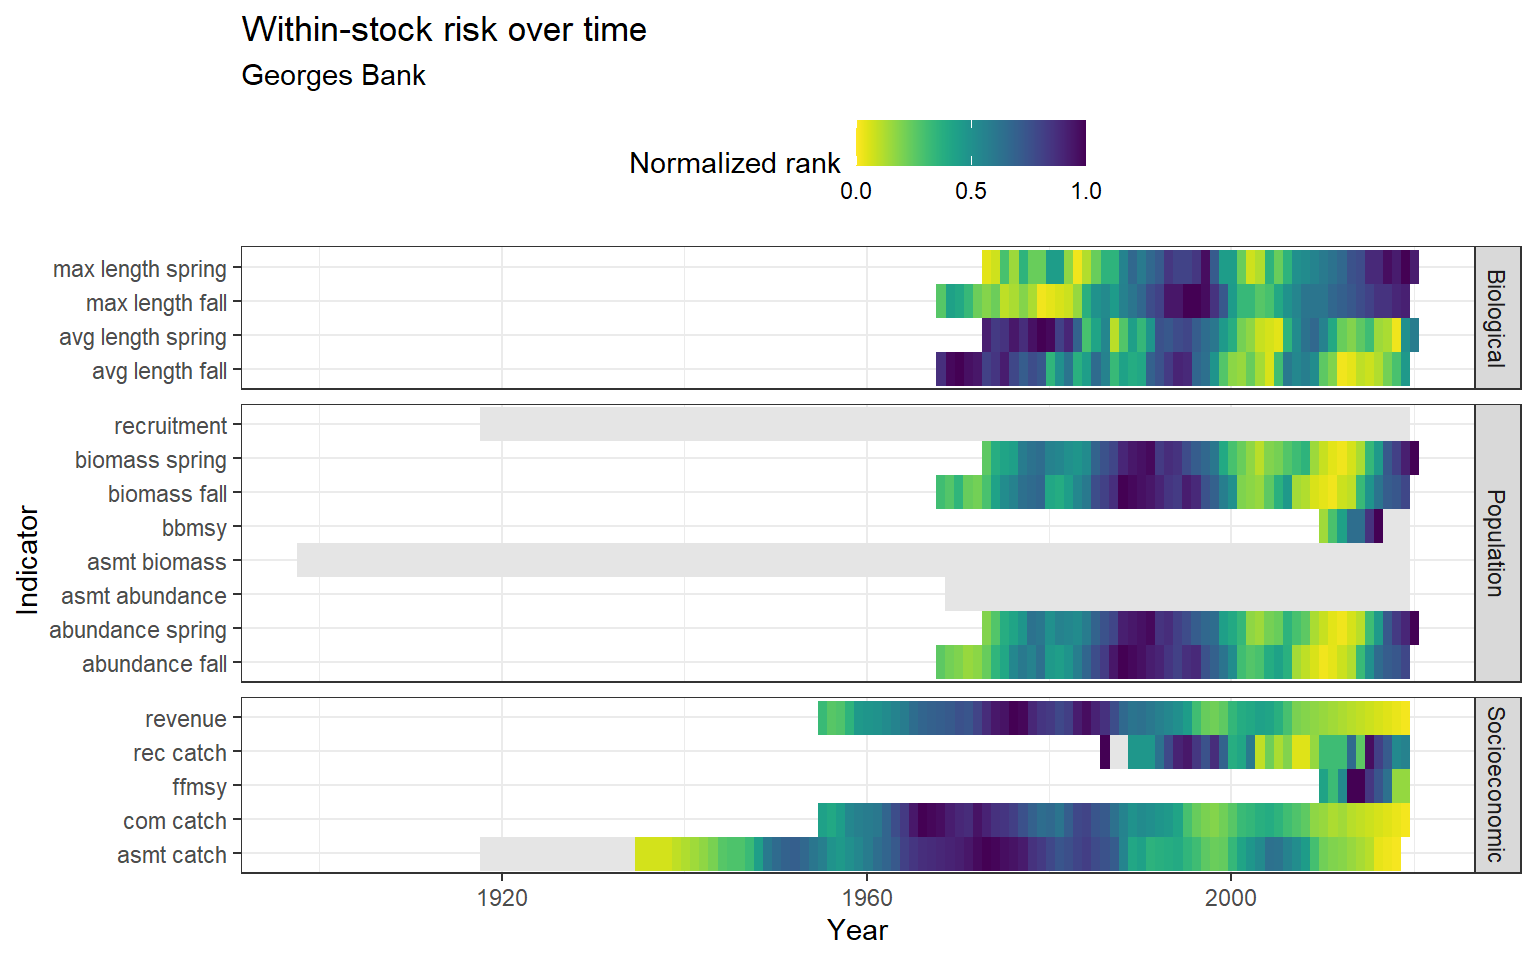 Within-stock risk over time
Georges Bank
Normalized rank
0.0 0.5 1.0
Indicator
max length spring
max length fall
avg length spring
avg length fall
Biological
recruitment
biomass spring
biomass fall
bbmsy
asmt biomass
asmt abundance
abundance spring
abundance fall
Population
revenue
rec catch
ffmsy
com catch
asmt catch
Socioeconomic
1920 1960 2000
Year